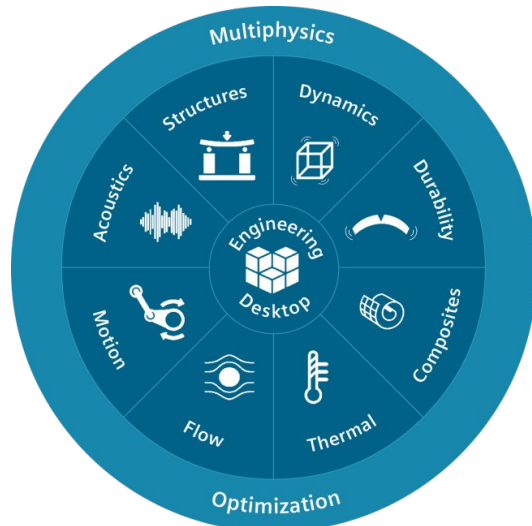 Multiphysics
Structures
Dynamics
Acoustics
Durability
Engineering
Desktop
Motion
Composites
Flow
Thermal
Optimization